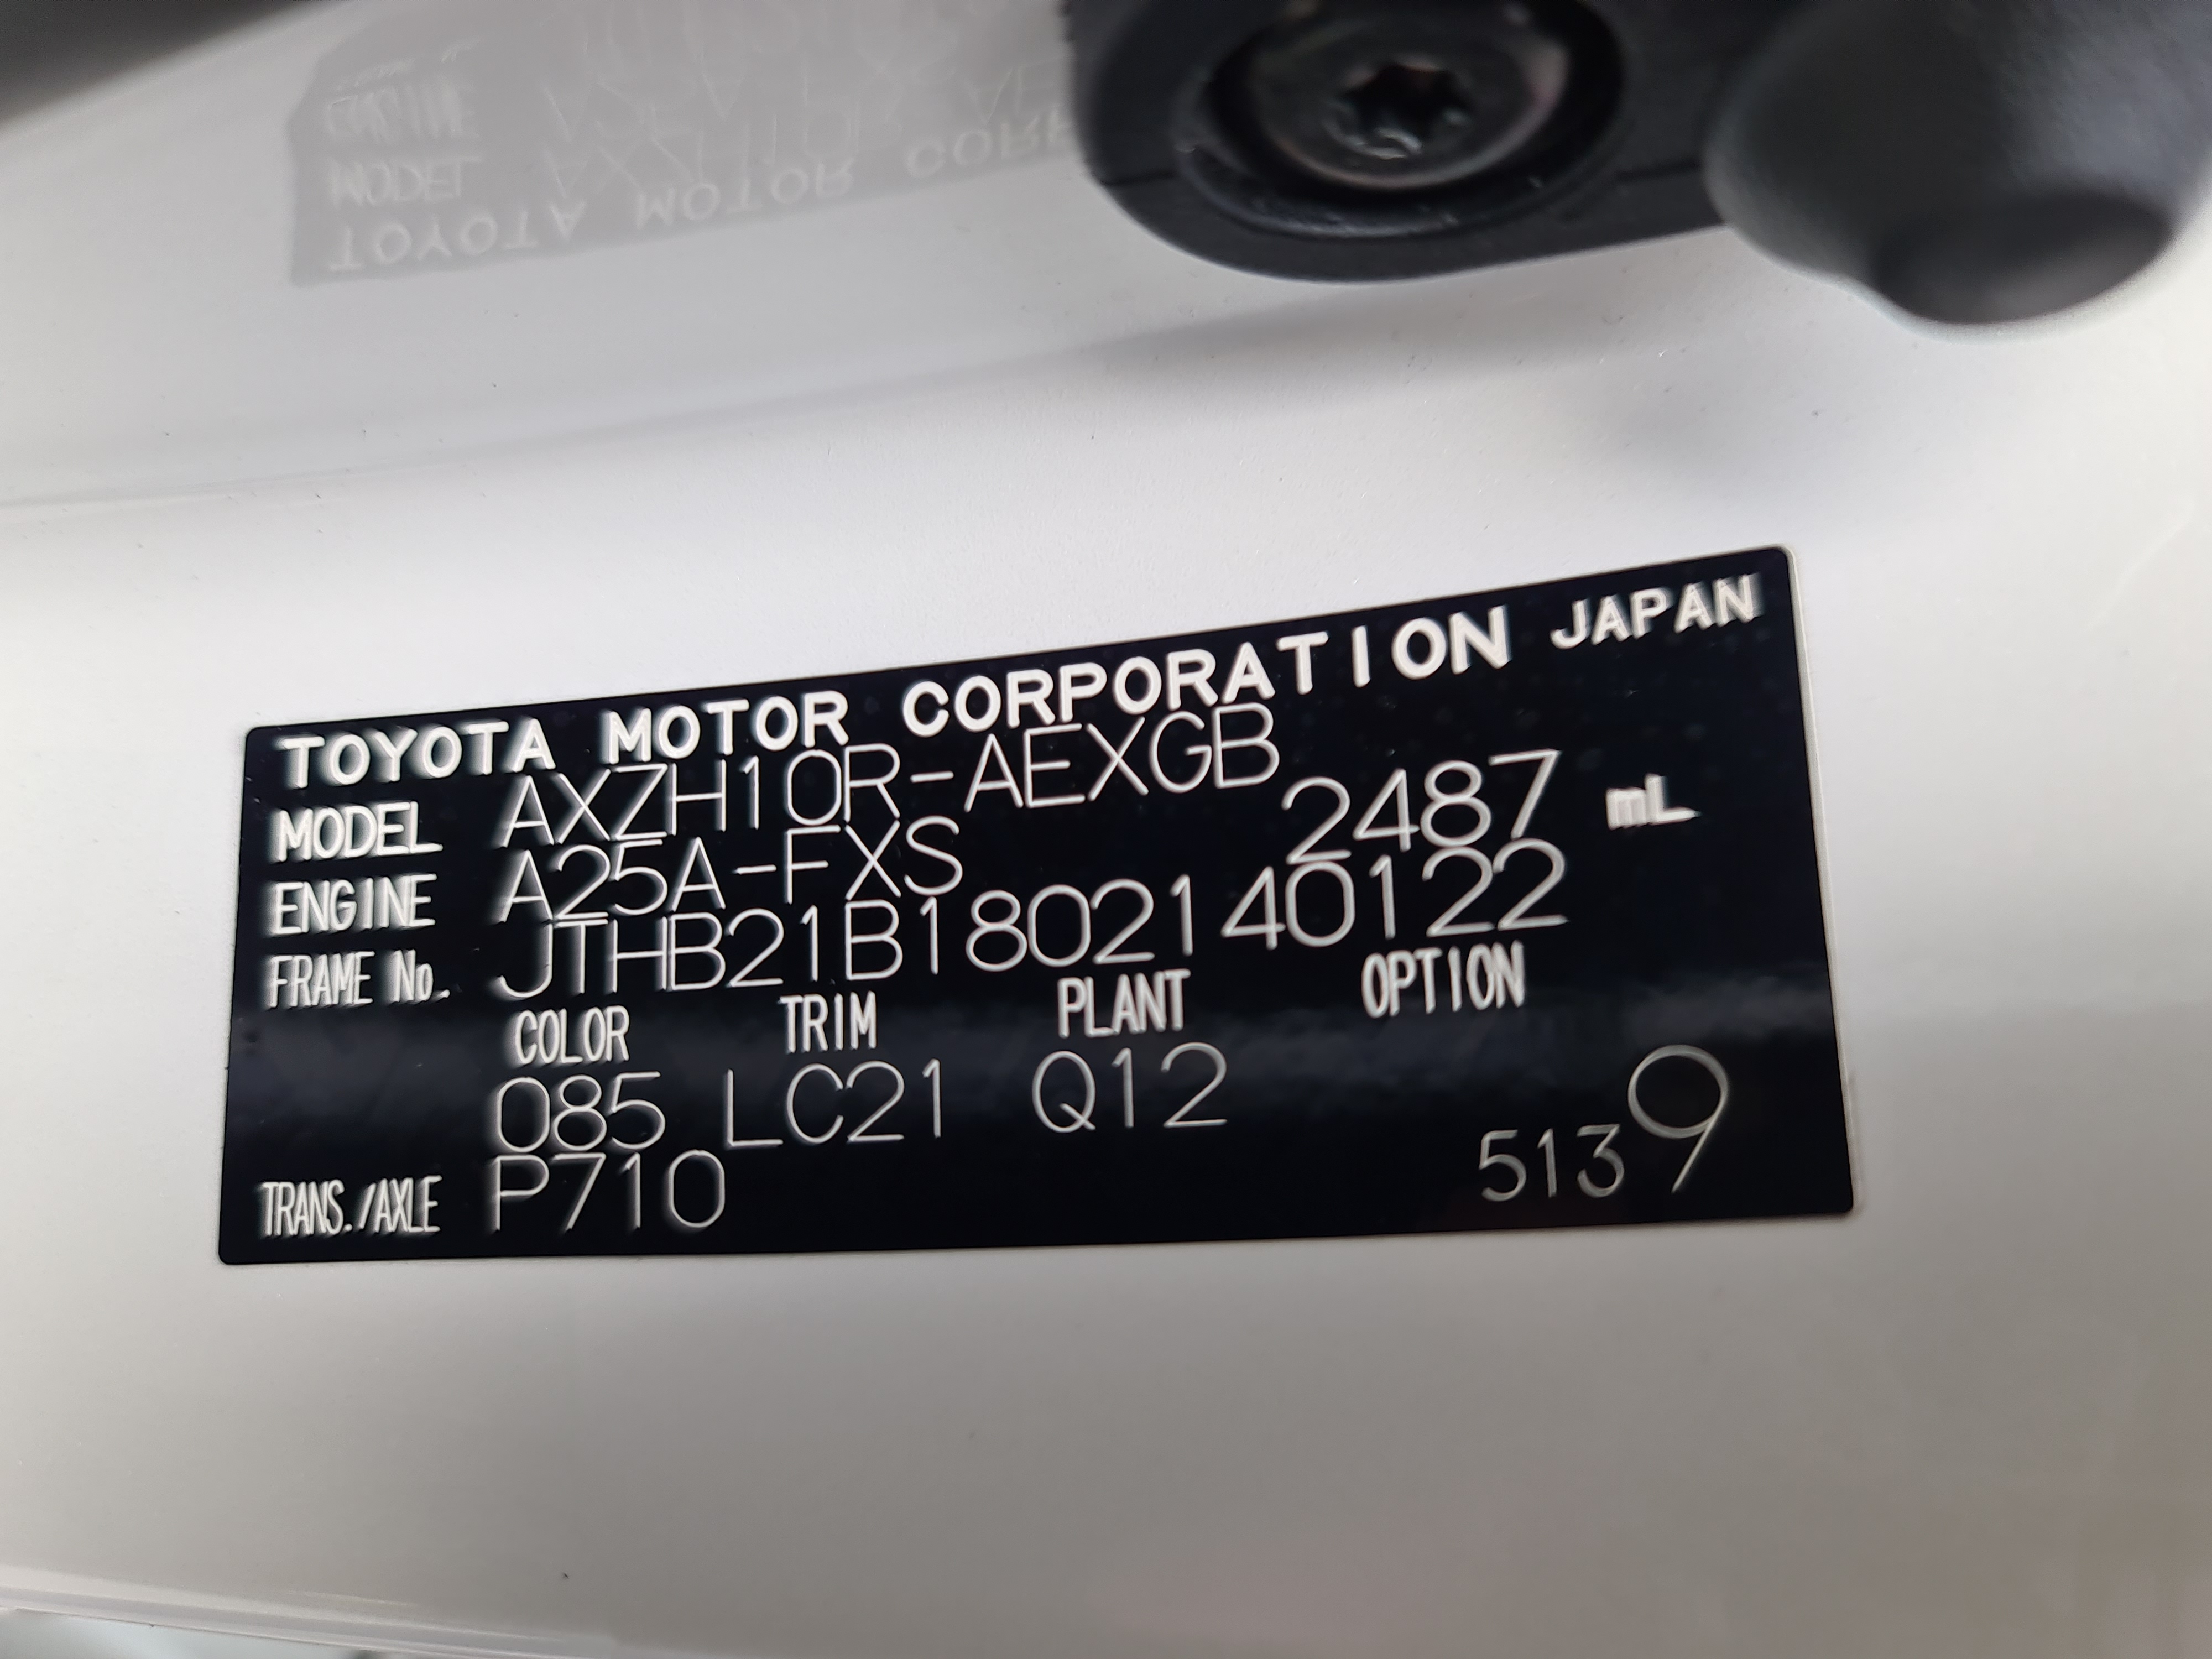 TOYOTA MOTOR CORPORATION JAPAN
MODEL AXZH10R-AEXGB
ENGINE A25A-FXS 2487 mL
FRAME No. JTHB21B1802140122
COLOR TRIM PLANT OPTION
085 LC21 Q12
TRANS./AXLE P710 5139